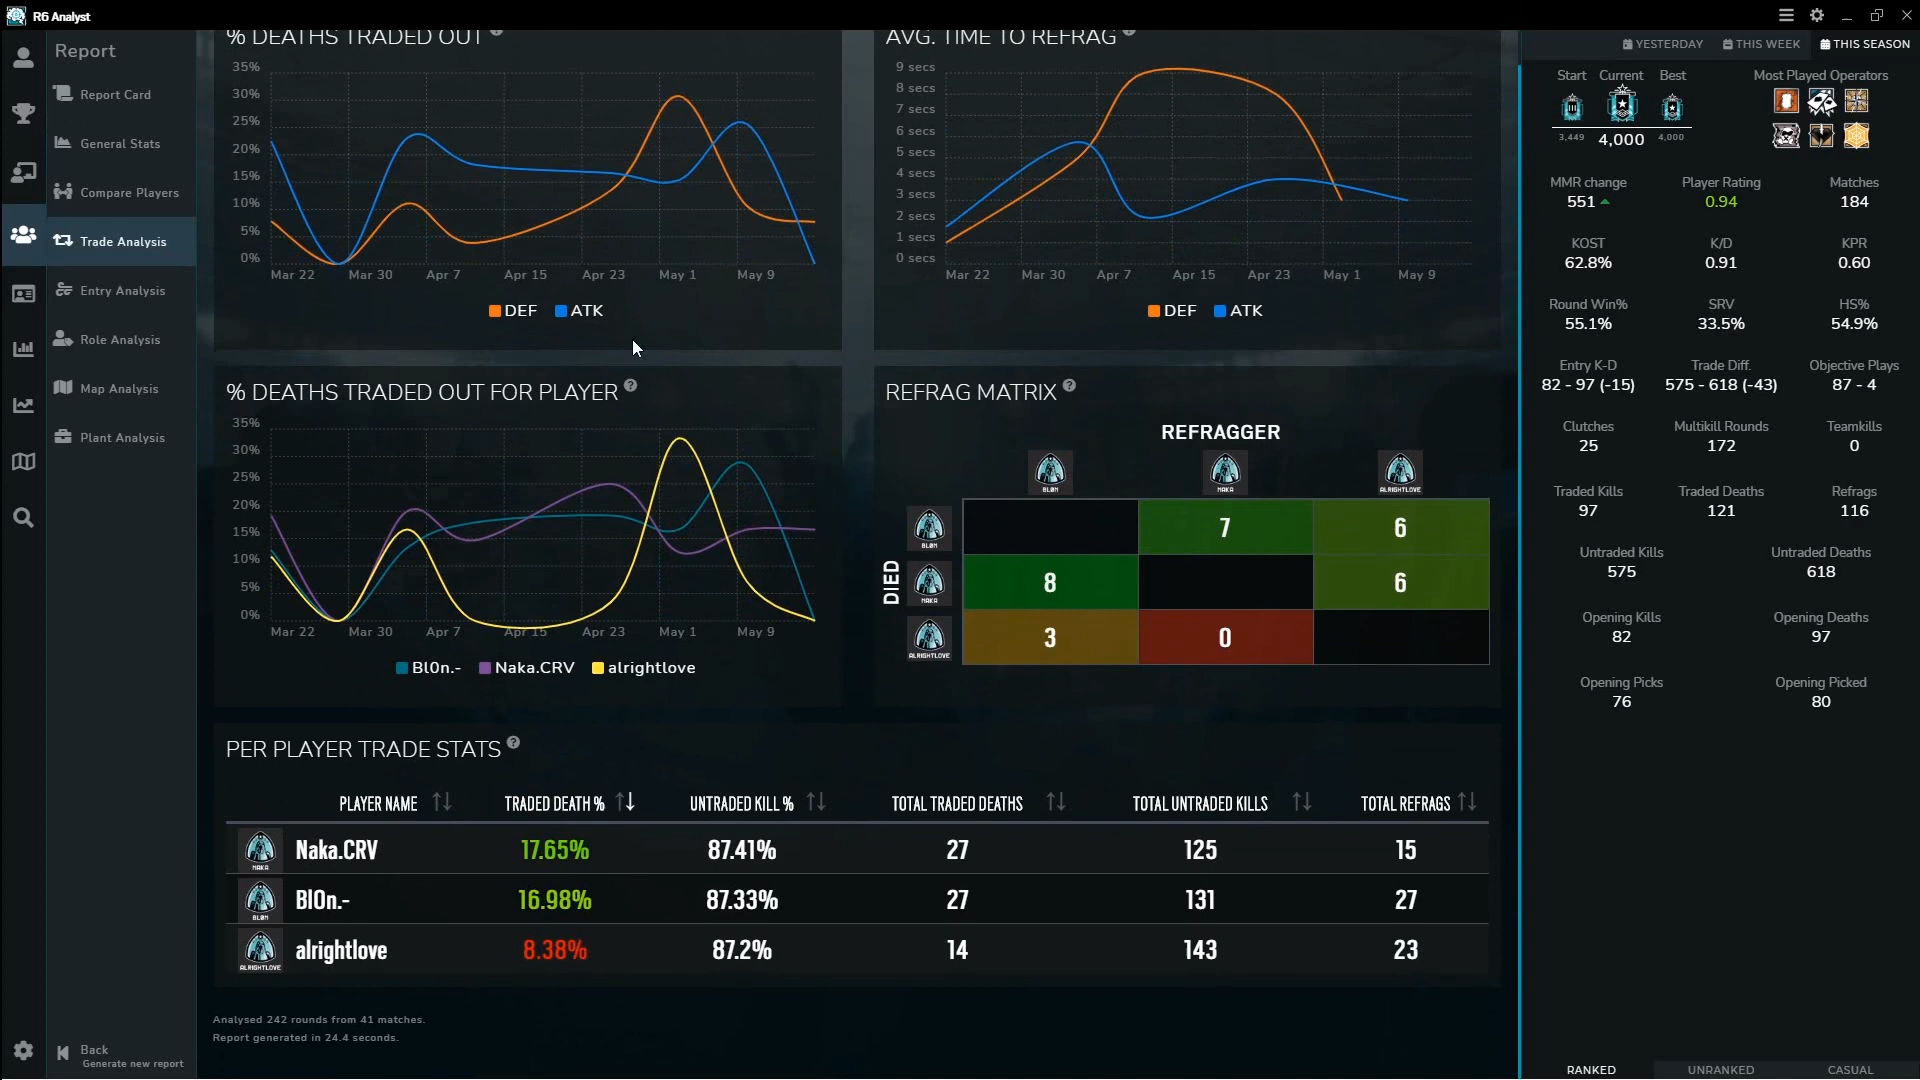 R6 Analyst
Report
Report Card
General Stats
Compare Players
Trade Analysis
Entry Analysis
Role Analysis
Map Analysis
Plant Analysis
Back
Generate new report
% DEATHS TRADED OUT
35%
30%
25%
20%
15%
10%
5%
0%
Mar 22 Mar 30 Apr 7 Apr 15 Apr 23 May 1 May 9
DEF ATK
AVG. TIME TO REFRAG
9 secs
8 secs
7 secs
6 secs
5 secs
4 secs
3 secs
2 secs
1 secs
0 secs
Mar 22 Mar 30 Apr 7 Apr 15 Apr 23 May 1 May 9
DEF ATK
% DEATHS TRADED OUT FOR PLAYER
35%
30%
25%
20%
15%
10%
5%
0%
Mar 22 Mar 30 Apr 7 Apr 15 Apr 23 May 1 May 9
Bl0n.- Naka.CRV alrightlove
REFRAG MATRIX
REFRAGGER
BL0N NAKA ALRIGHTLOVE
DIED
BL0N 7 6
NAKA 8 6
ALRIGHTLOVE 3 0
PER PLAYER TRADE STATS
PLAYER NAME TRADED DEATH % UNTRADED KILL % TOTAL TRADED DEATHS TOTAL UNTRADED KILLS TOTAL REFRAGS
NAKA Naka.CRV 17.65% 87.41% 27 125 15
BL0N Bl0n.- 16.98% 87.33% 27 131 27
ALRIGHTLOVE alrightlove 8.38% 87.2% 14 143 23
Analysed 242 rounds from 41 matches.
Report generated in 24.4 seconds.
YESTERDAY THIS WEEK THIS SEASON
Start Current Best Most Played Operators
3,449 4,000 4,000
MMR change Player Rating Matches
551 0.94 184
KOST K/D KPR
62.8% 0.91 0.60
Round Win% SRV HS%
55.1% 33.5% 54.9%
Entry K-D Trade Diff. Objective Plays
82 - 97 (-15) 575 - 618 (-43) 87 - 4
Clutches Multikill Rounds Teamkills
25 172 0
Traded Kills Traded Deaths Refrags
97 121 116
Untraded Kills Untraded Deaths
575 618
Opening Kills Opening Deaths
82 97
Opening Picks Opening Picked
76 80
RANKED UNRANKED CASUAL